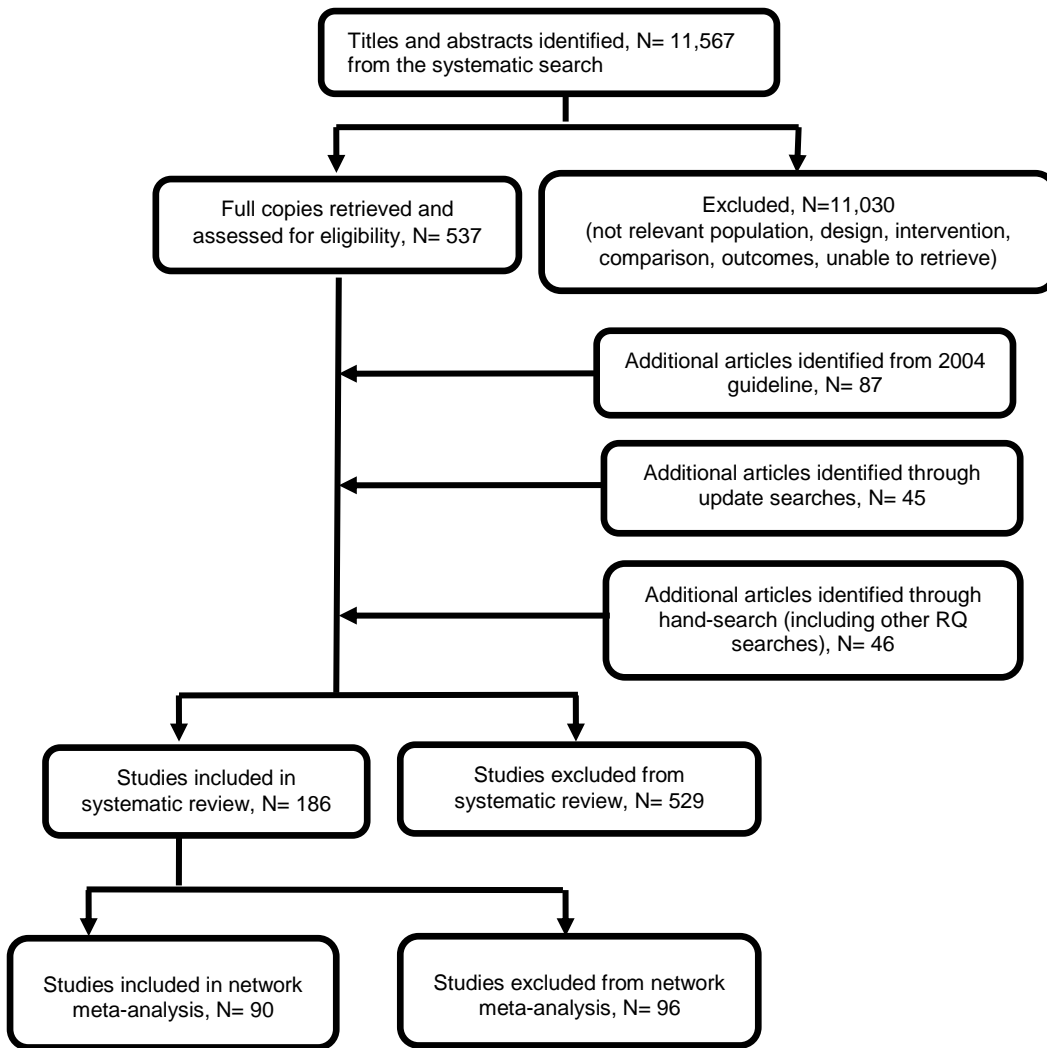 Titles and abstracts identified, N= 11,567
from the systematic search
Full copies retrieved and
assessed for eligibility, N= 537
Excluded, N=11,030
(not relevant population, design, intervention,
comparison, outcomes, unable to retrieve)
Additional articles identified from 2004
guideline, N= 87
Additional articles identified through
update searches, N= 45
Additional articles identified through
hand-search (including other RQ
searches), N= 46
Studies included in
systematic review, N= 186
Studies excluded from
systematic review, N= 529
Studies included in network
meta-analysis, N= 90
Studies excluded from network
meta-analysis, N= 96